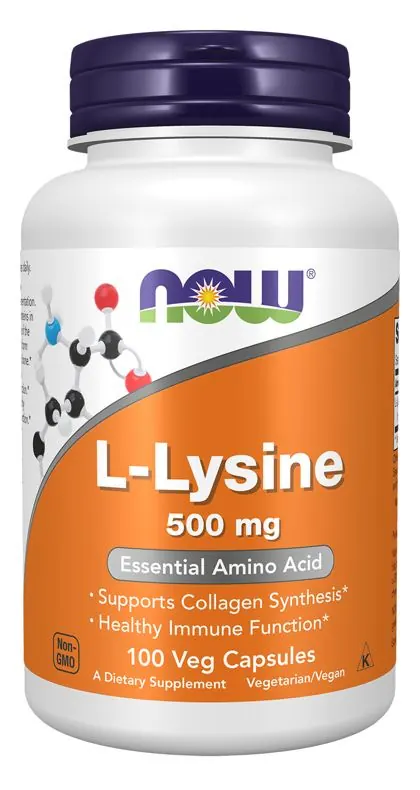 now®
L-Lysine
500 mg
Essential Amino Acid
• Supports Collagen Synthesis*
• Healthy Immune Function*
100 Veg Capsules
Non-
GMO
A Dietary Supplement Vegetarian/Vegan
K